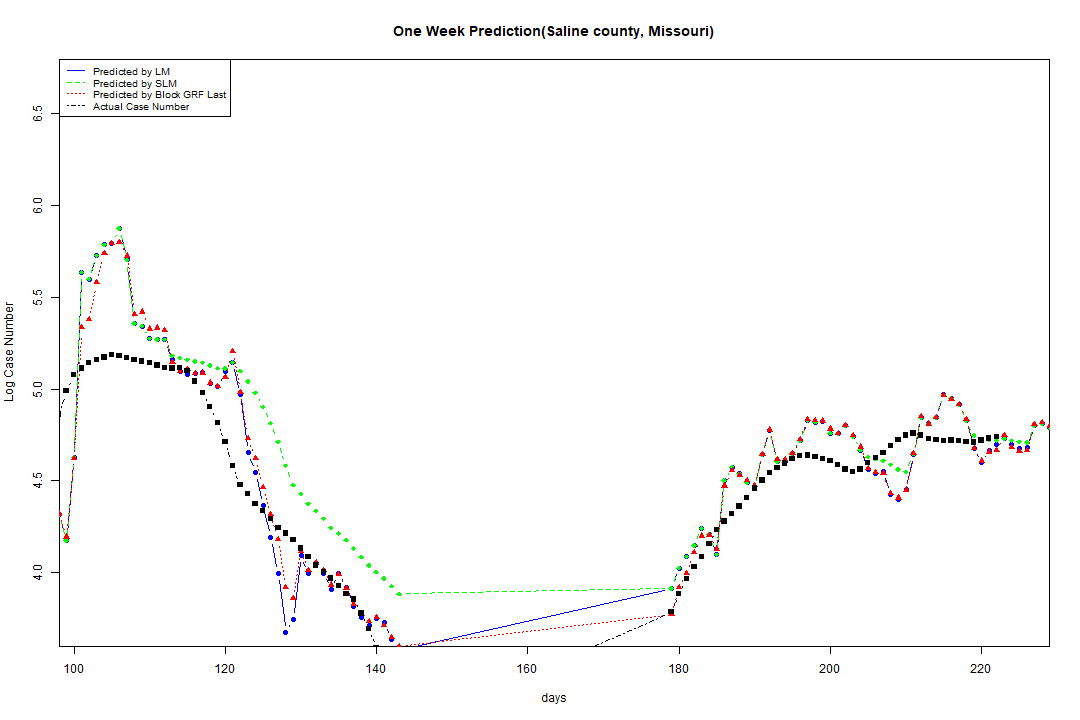 One Week Prediction(Saline county, Missouri)
Predicted by LM
Predicted by SLM
Predicted by Block GRF Last
Actual Case Number
6.5
6.0
5.5
5.0
4.5
4.0
Log Case Number
100 120 140 160 180 200 220
days